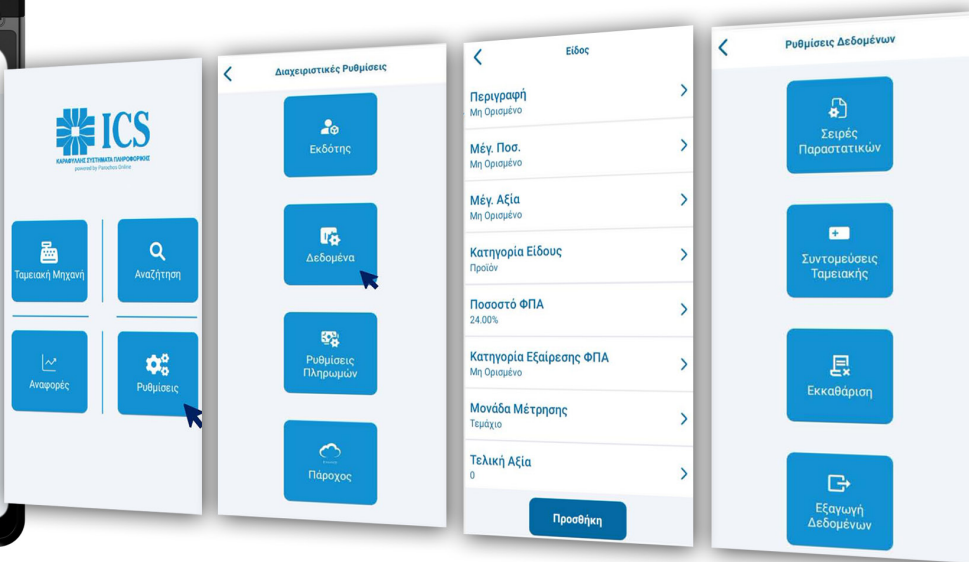 ICS
ΚΑΡΑΦΥΛΛΗΣ ΣΥΣΤΗΜΑΤΑ ΠΛΗΡΟΦΟΡΙΚΗΣ
powered by Parochos Online
Ταμειακή Μηχανή
Αναζήτηση
Αναφορές
Ρυθμίσεις
Διαχειριστικές Ρυθμίσεις
Εκδότης
Δεδομένα
Ρυθμίσεις
Πληρωμών
Πάροχος
Είδος
Περιγραφή
Μη Ορισμένο
Μέγ. Ποσ.
Μη Ορισμένο
Μέγ. Αξία
Μη Ορισμένο
Κατηγορία Είδους
Προϊόν
Ποσοστό ΦΠΑ
24.00%
Κατηγορία Εξαίρεσης ΦΠΑ
Μη Ορισμένο
Μονάδα Μέτρησης
Τεμάχιο
Τελική Αξία
0
Προσθήκη
Ρυθμίσεις Δεδομένων
Σειρές
Παραστατικών
Συντομεύσεις
Ταμειακής
Εκκαθάριση
Εξαγωγή
Δεδομένων